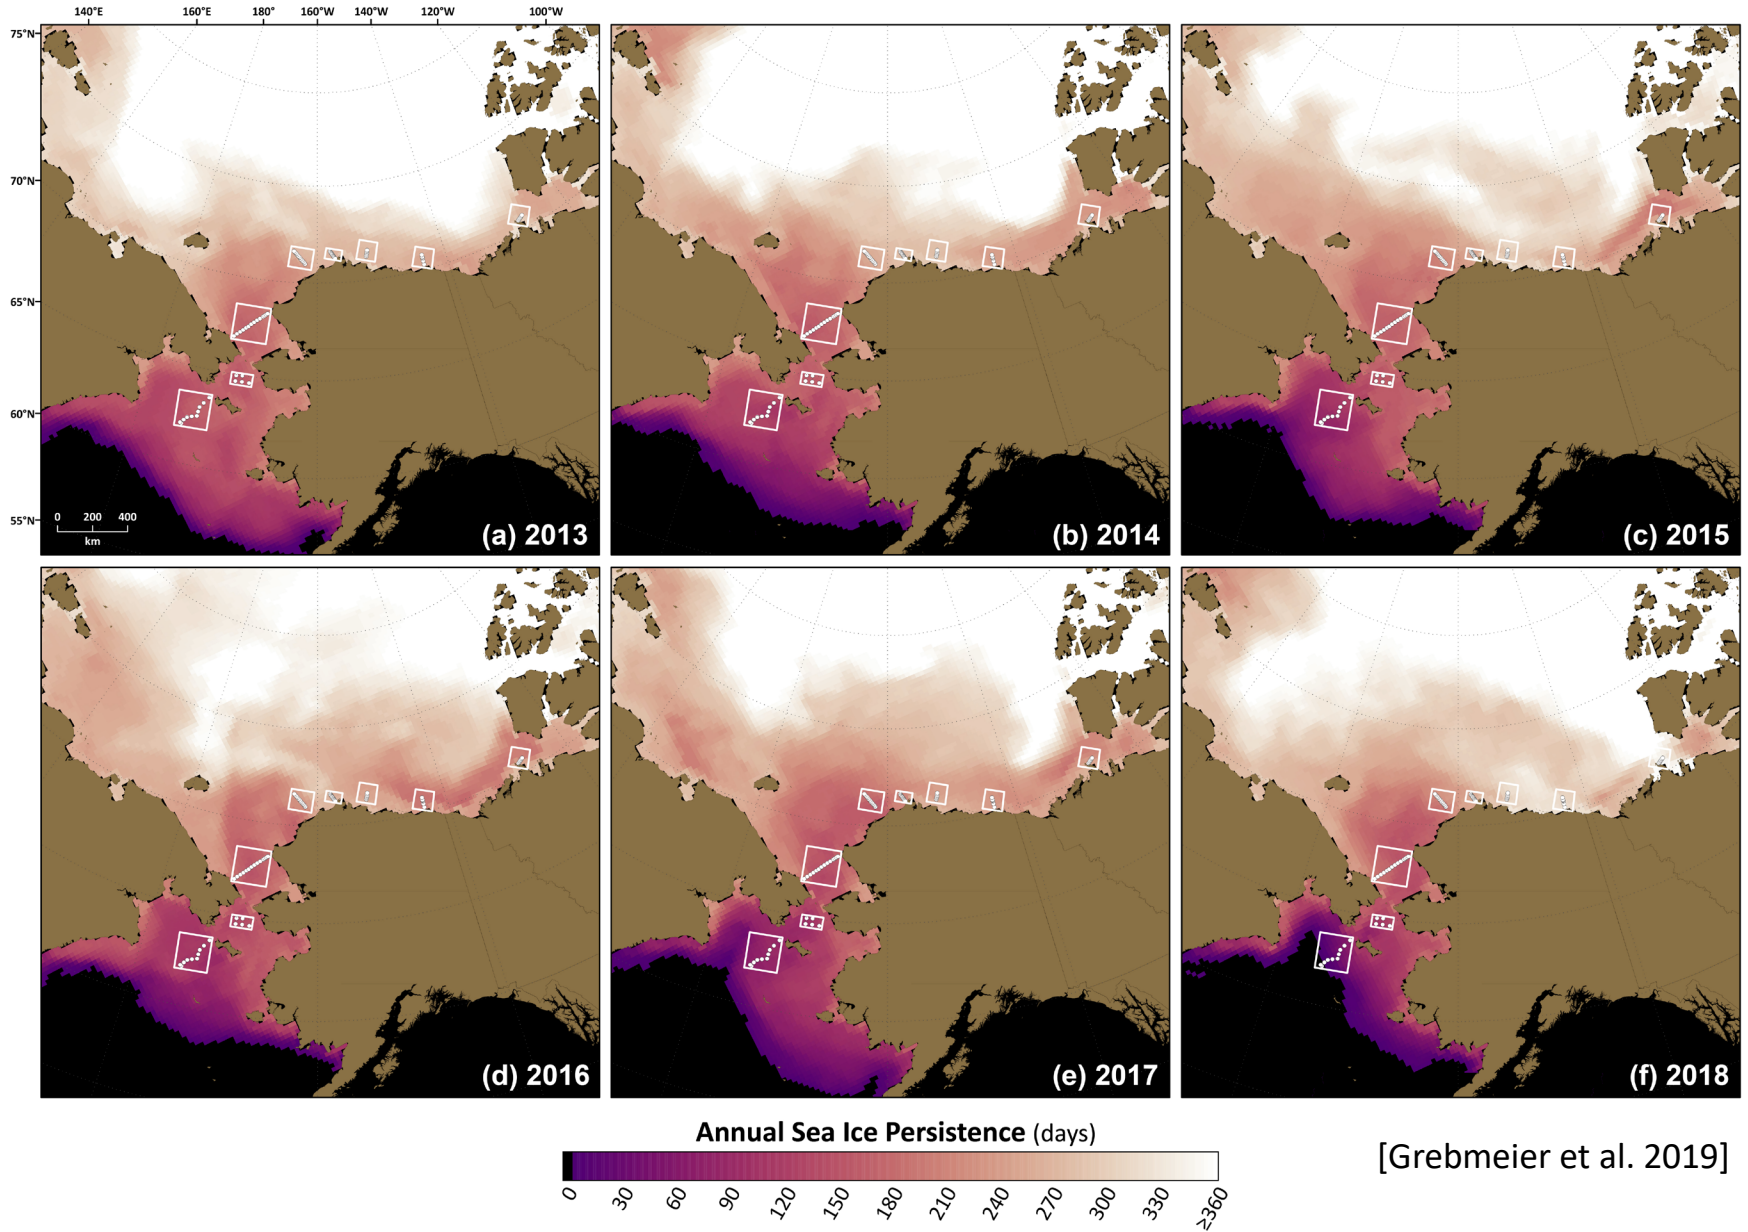 140°E 160°E 180° 160°W 140°W 120°W 100°W
75°N
70°N
65°N
60°N
55°N
0 200 400
km
(a) 2013
(b) 2014
(c) 2015
(d) 2016
(e) 2017
(f) 2018
Annual Sea Ice Persistence (days)
0 30 60 90 120 150 180 210 240 270 300 330 ≥360
[Grebmeier et al. 2019]